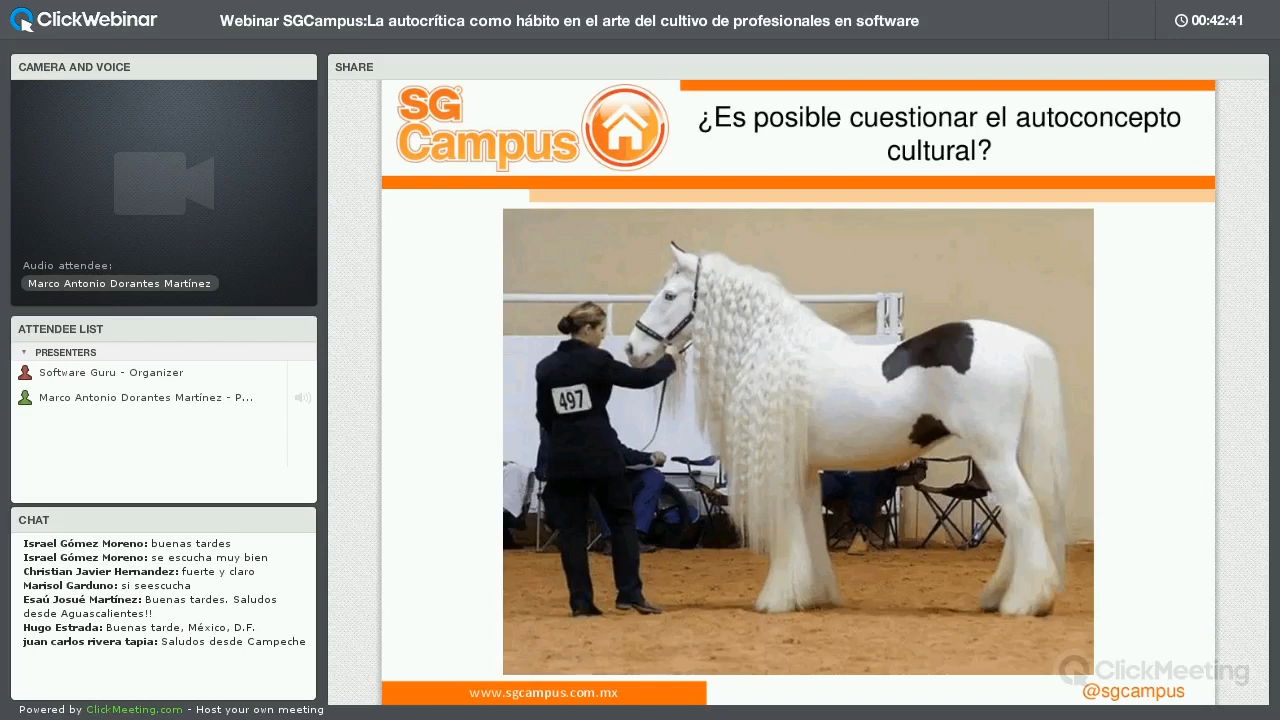 ClickWebinar
Webinar SGCampus:La autocrítica como hábito en el arte del cultivo de profesionales en software
00:42:41
CAMERA AND VOICE
Audio attendee:
Marco Antonio Dorantes Martínez
ATTENDEE LIST
PRESENTERS
Software Guru - Organizer
Marco Antonio Dorantes Martínez - P...
CHAT
Israel Gómez Moreno: buenas tardes
Israel Gómez Moreno: se escucha muy bien
Christian Javier Hernandez: fuerte y claro
Marisol Garduno: si seescucha
Esaú Josué Martínez: Buenas tardes. Saludos
desde Aguascalientes!!
Hugo Estrada: Buenas tarde, México, D.F.
juan carlos rivera tapia: Saludos desde Campeche
Powered by ClickMeeting.com - Host your own meeting
SHARE
SG
Campus
¿Es posible cuestionar el autoconcepto
cultural?
497
ClickMeeting
www.sgcampus.com.mx
@sgcampus